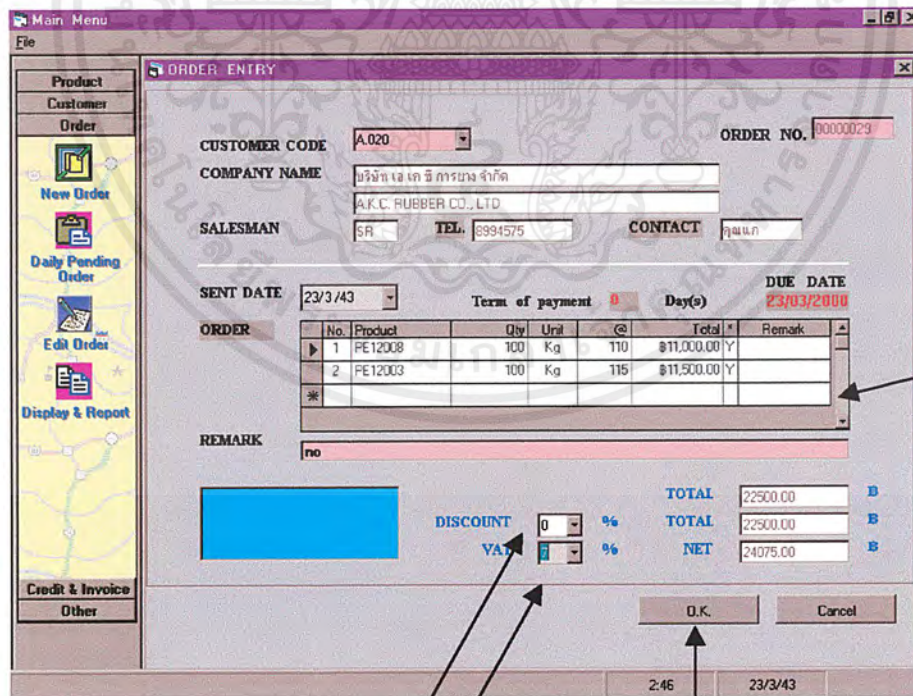 Main Menu
File
Product
Customer
Order
New Order
Daily Pending
Order
Edit Order
Display & Report
Credit & Invoice
Other
ORDER ENTRY
CUSTOMER CODE A.020 ORDER NO. 00000029
COMPANY NAME บริษัท เอ เค ซี การยาง จำกัด
A.K.C. RUBBER CO., LTD
SALESMAN SR TEL. 8994575 CONTACT
SENT DATE 23/3/43 Term of payment 0 Day(s) DUE DATE
23/03/2000
ORDER No. Product Qty Unit @ Total * Remark
1 PE12008 100 Kg 110 ฿11,000.00 Y
2 PE12003 100 Kg 115 ฿11,500.00 Y
REMARK no
TOTAL 22500.00 B
DISCOUNT 0 % TOTAL 22500.00 B
VAT 7 % NET 24075.00 B
O.K. Cancel
2:46 23/3/43